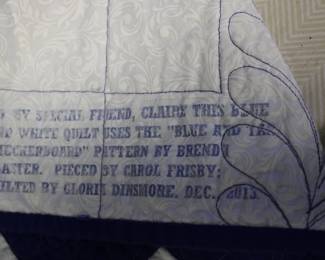 BY SPECIAL FRIEND, CLAIRE THIS BLUE
WHITE QUILT USES THE "BLUE AND
PATTERN BY
PIECED BY CAROL FRISBY;
BY GLORIA DINSMORE. DEC. 2013.